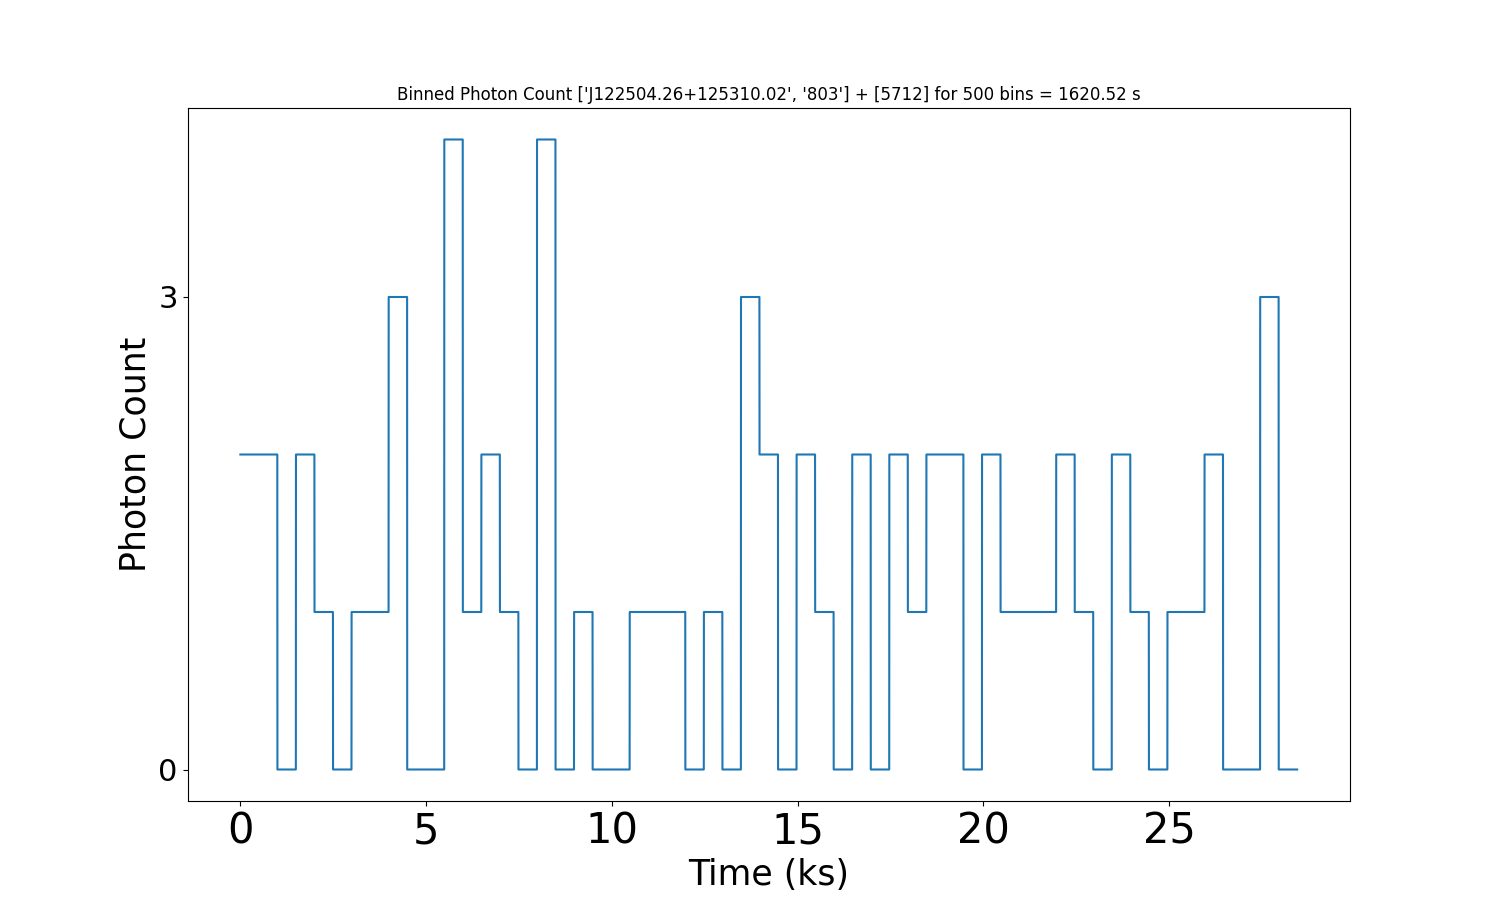 Binned Photon Count ['J122504.26+125310.02', '803'] + [5712] for 500 bins = 1620.52 s
Photon Count
3
0
0 5 10 15 20 25
Time (ks)